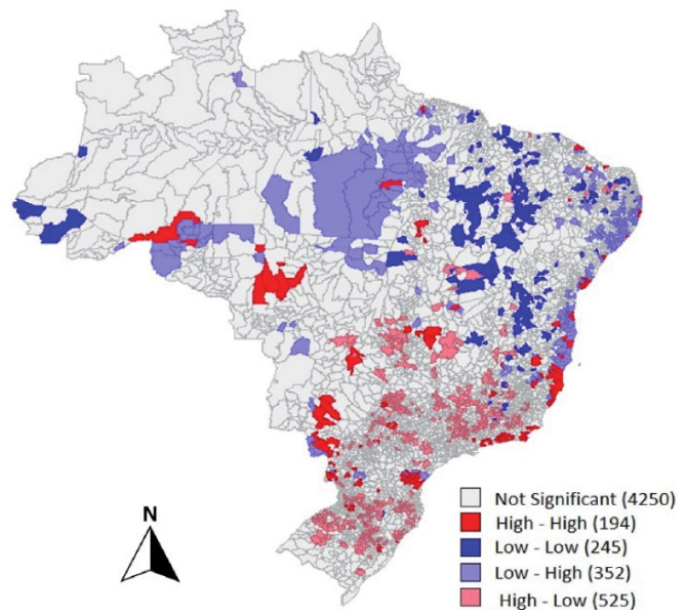 N
Not Significant (4250)
High - High (194)
Low - Low (245)
Low - High (352)
High - Low (525)